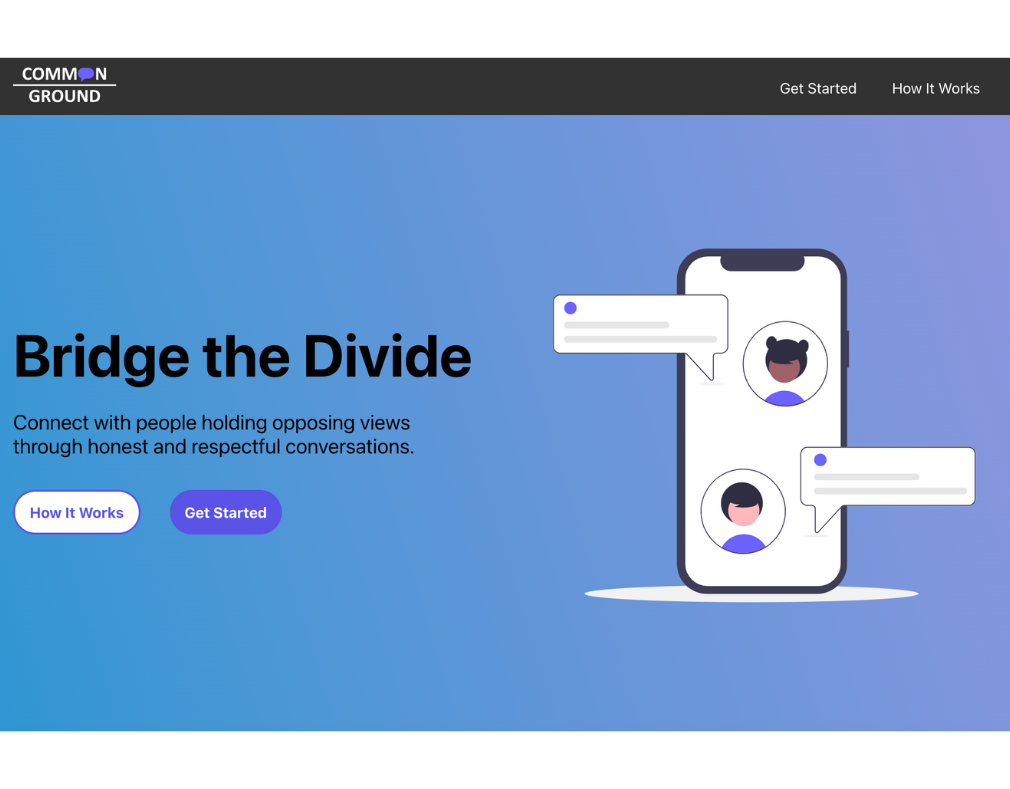 COMMON
GROUND
Get Started
How It Works
Bridge the Divide
Connect with people holding opposing views
through honest and respectful conversations.
How It Works
Get Started